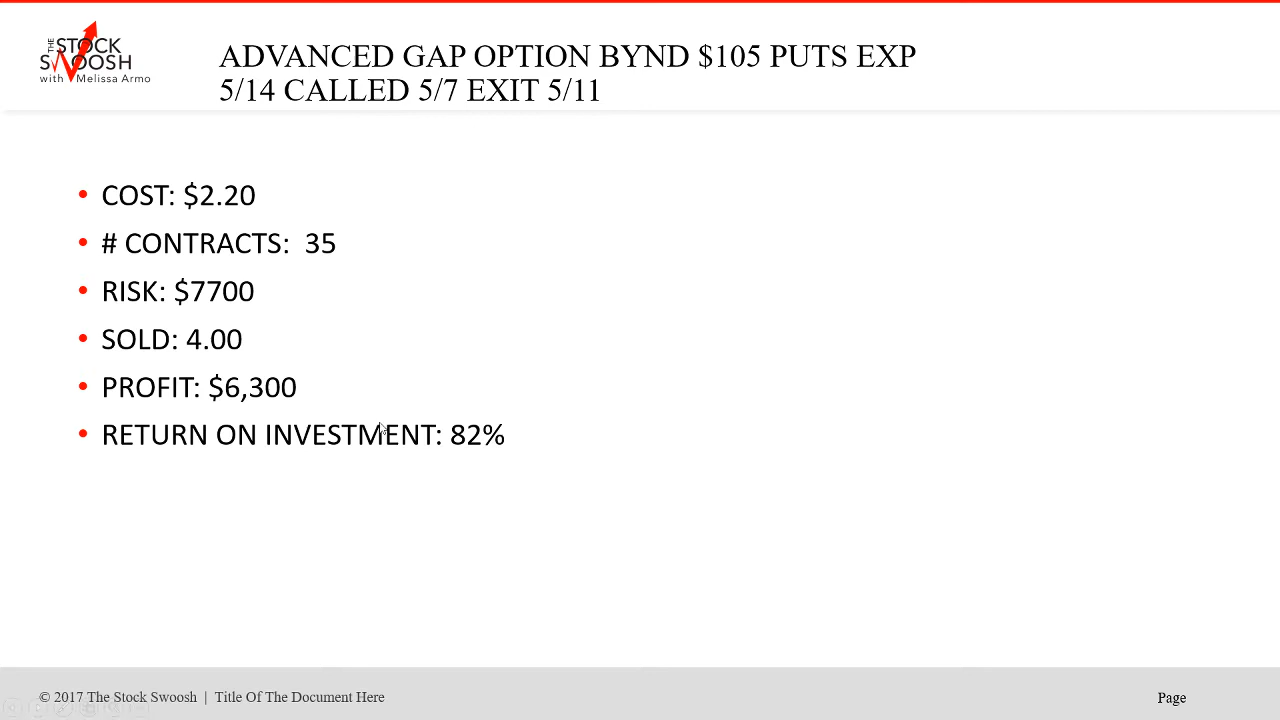 THE STOCK
SWOOSH
with Melissa Armo
ADVANCED GAP OPTION BYND $105 PUTS EXP
5/14 CALLED 5/7 EXIT 5/11
• COST: $2.20
• # CONTRACTS:  35
• RISK: $7700
• SOLD: 4.00
• PROFIT: $6,300
• RETURN ON INVESTMENT: 82%
© 2017 The Stock Swoosh | Title Of The Document Here
Page